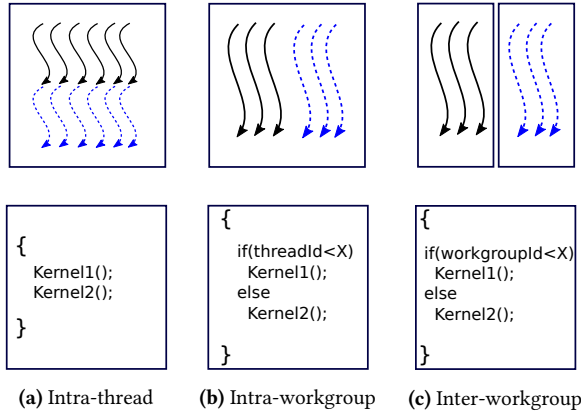 {
Kernel1();
Kernel2();
}
{
if(threadId<X)
Kernel1();
else
Kernel2();
}
{
if(workgroupId<X)
Kernel1();
else
Kernel2();
}
(a) Intra-thread
(b) Intra-workgroup
(c) Inter-workgroup